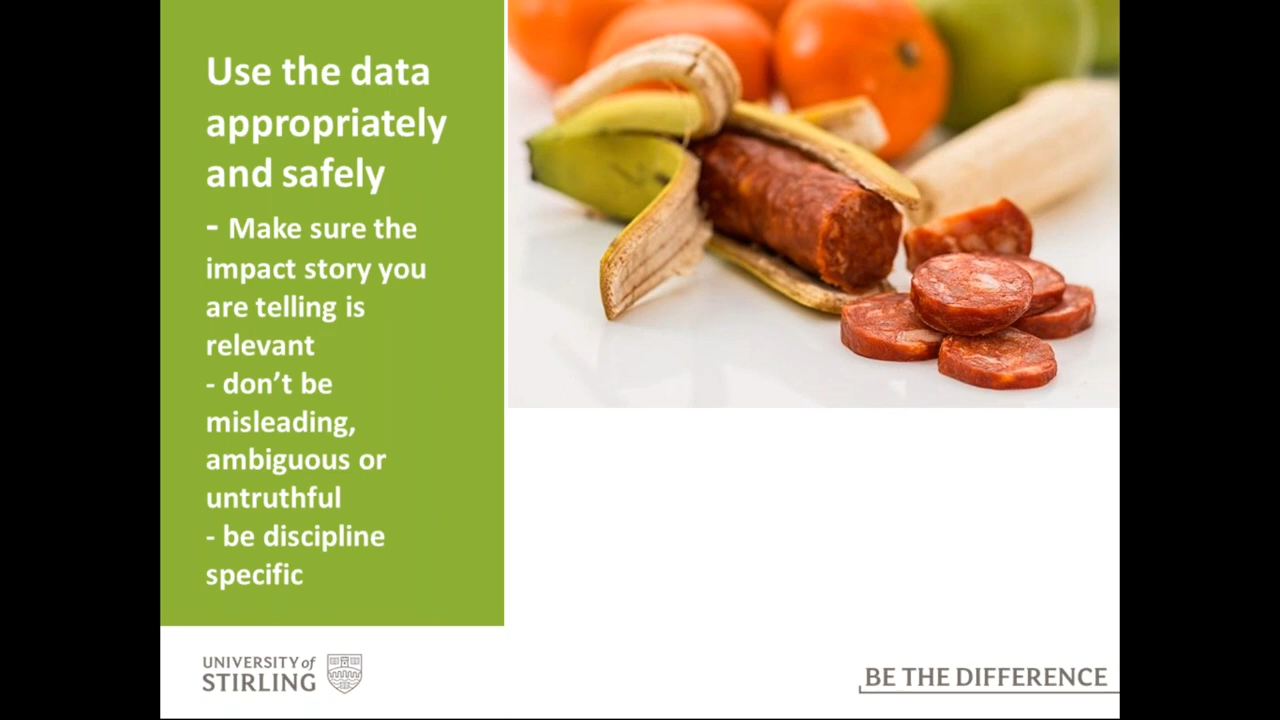 Use the data
appropriately
and safely
- Make sure the
impact story you
are telling is
relevant
- don’t be
misleading,
ambiguous or
untruthful
- be discipline
specific
UNIVERSITY of
STIRLING
BE THE DIFFERENCE